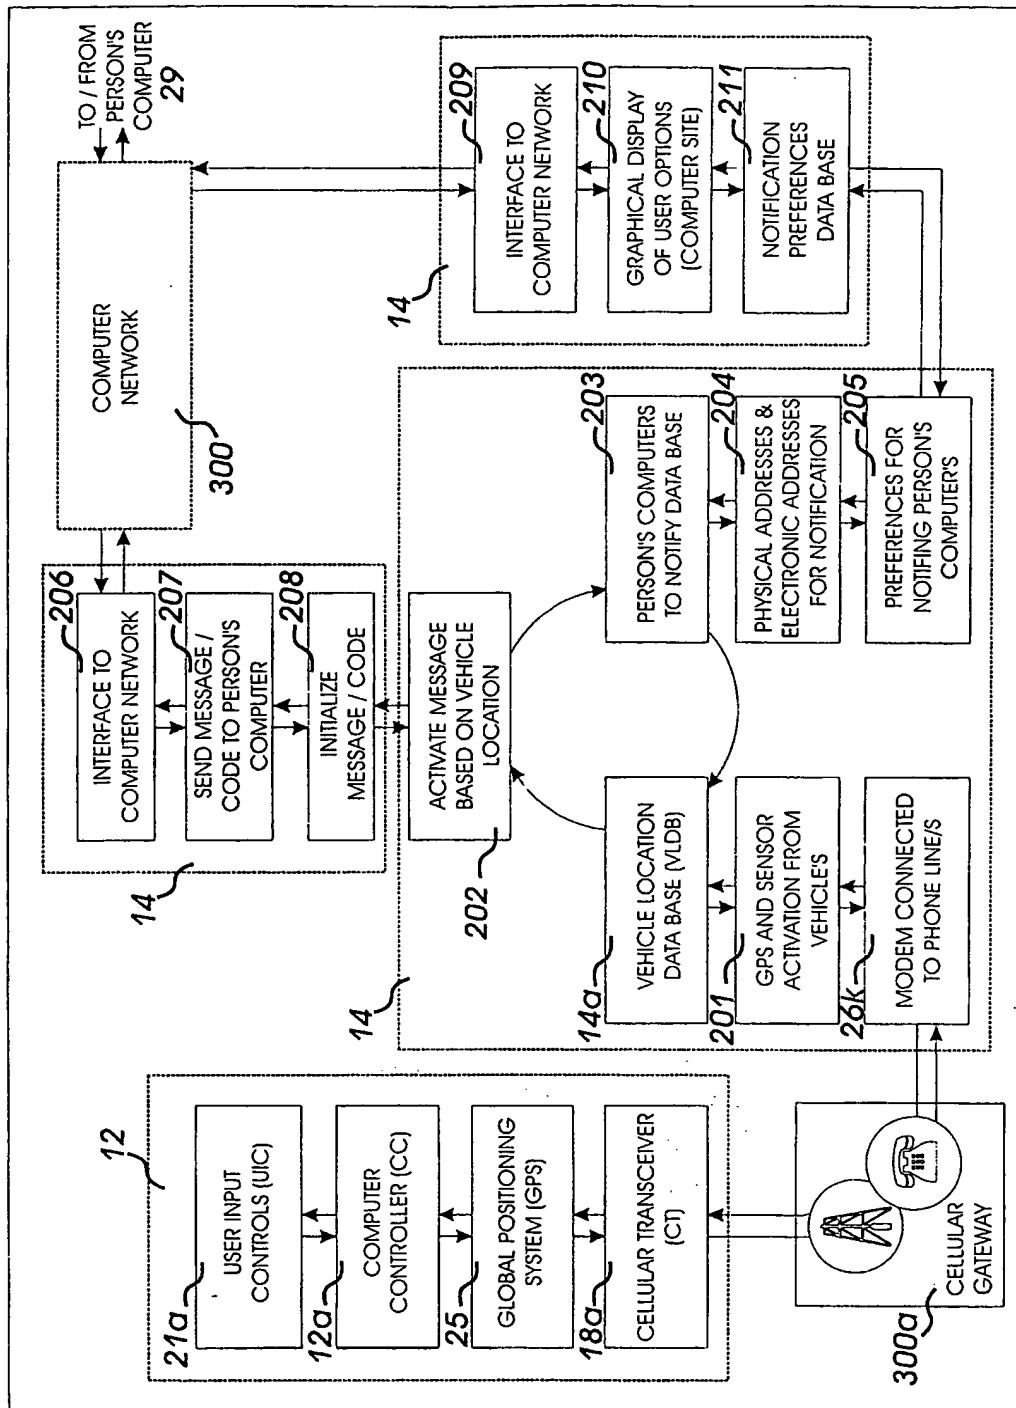 12
21a
USER INPUT
CONTROLS (UIC)
12a
COMPUTER
CONTROLLER (CC)
25
GLOBAL POSITIONING
SYSTEM (GPS)
18a
CELLULAR TRANSCEIVER
(CT)
300a
CELLULAR
GATEWAY
14
206
INTERFACE TO
COMPUTER NETWORK
207
SEND MESSAGE /
CODE TO PERSON'S
COMPUTER
208
INITIALIZE
MESSAGE / CODE
14
202
ACTIVATE MESSAGE
BASED ON VEHICLE
LOCATION
14a
VEHICLE LOCATION
DATA BASE (VLDB)
201
GPS AND SENSOR
ACTIVATION FROM
VEHICLE'S
26k
MODEM CONNECTED
TO PHONE LINE/S
203
PERSON'S COMPUTERS
TO NOTIFY DATA BASE
204
PHYSICAL ADDRESSES &
ELECTRONIC ADDRESSES
FOR NOTIFICATION
205
PREFERENCES FOR
NOTIFING PERSON'S
COMPUTER'S
300
COMPUTER
NETWORK
TO / FROM
PERSON'S
COMPUTER
29
14
209
INTERFACE TO
COMPUTER NETWORK
210
GRAPHICAL DISPLAY
OF USER OPTIONS
(COMPUTER SITE)
211
NOTIFICATION
PREFERENCES
DATA BASE